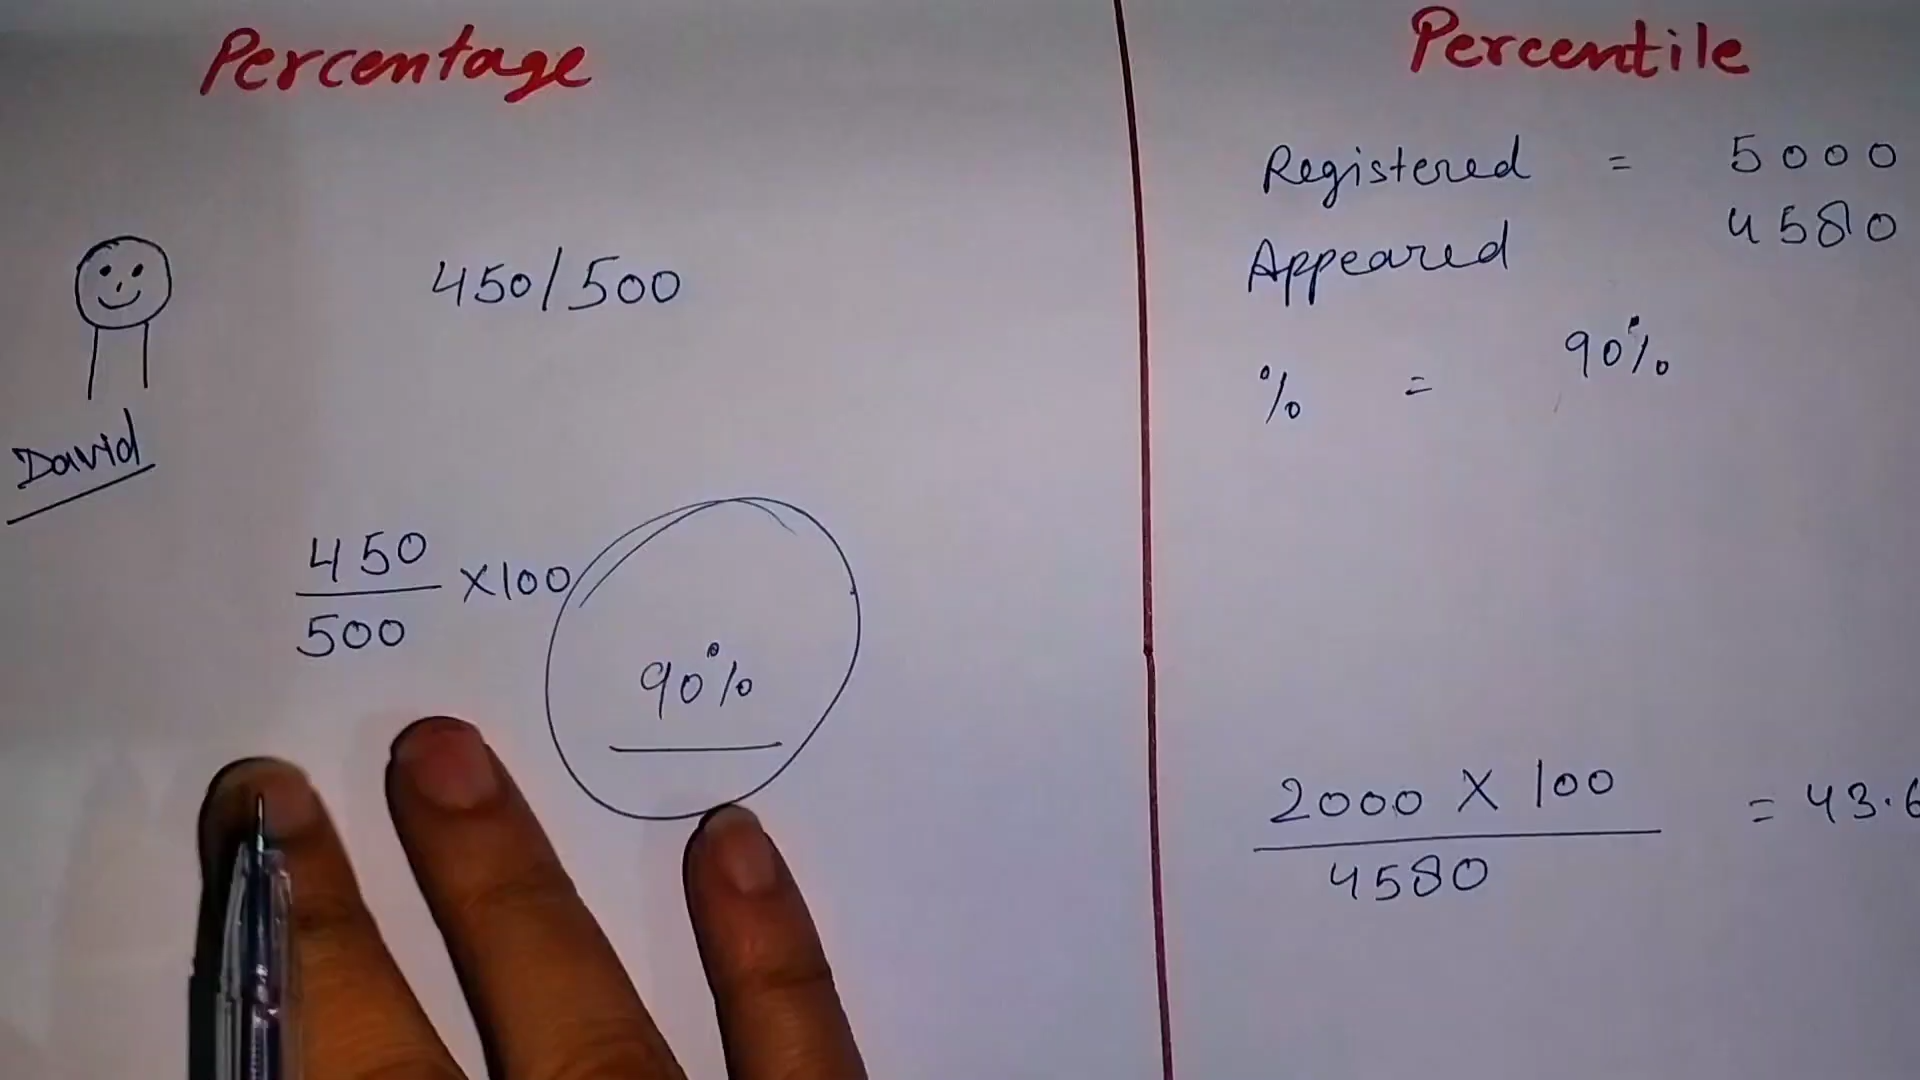 Percentage
450/500
David
450
500
×100
90%
Percentile
Registered = 5000
Appeared 4580
% = 90%
2000 × 100
4580
= 43.6